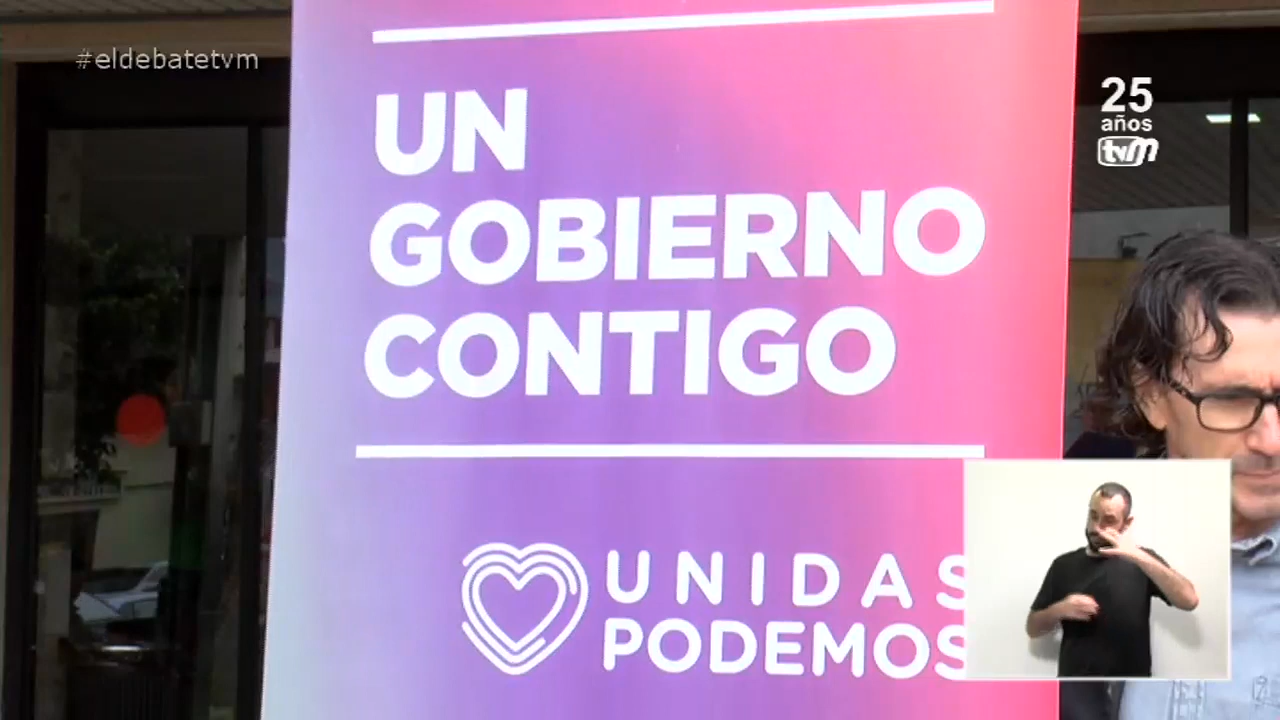 #eldebatetvm
25
años
tvm
UN
GOBIERNO
CONTIGO
UNIDAS
PODEMOS